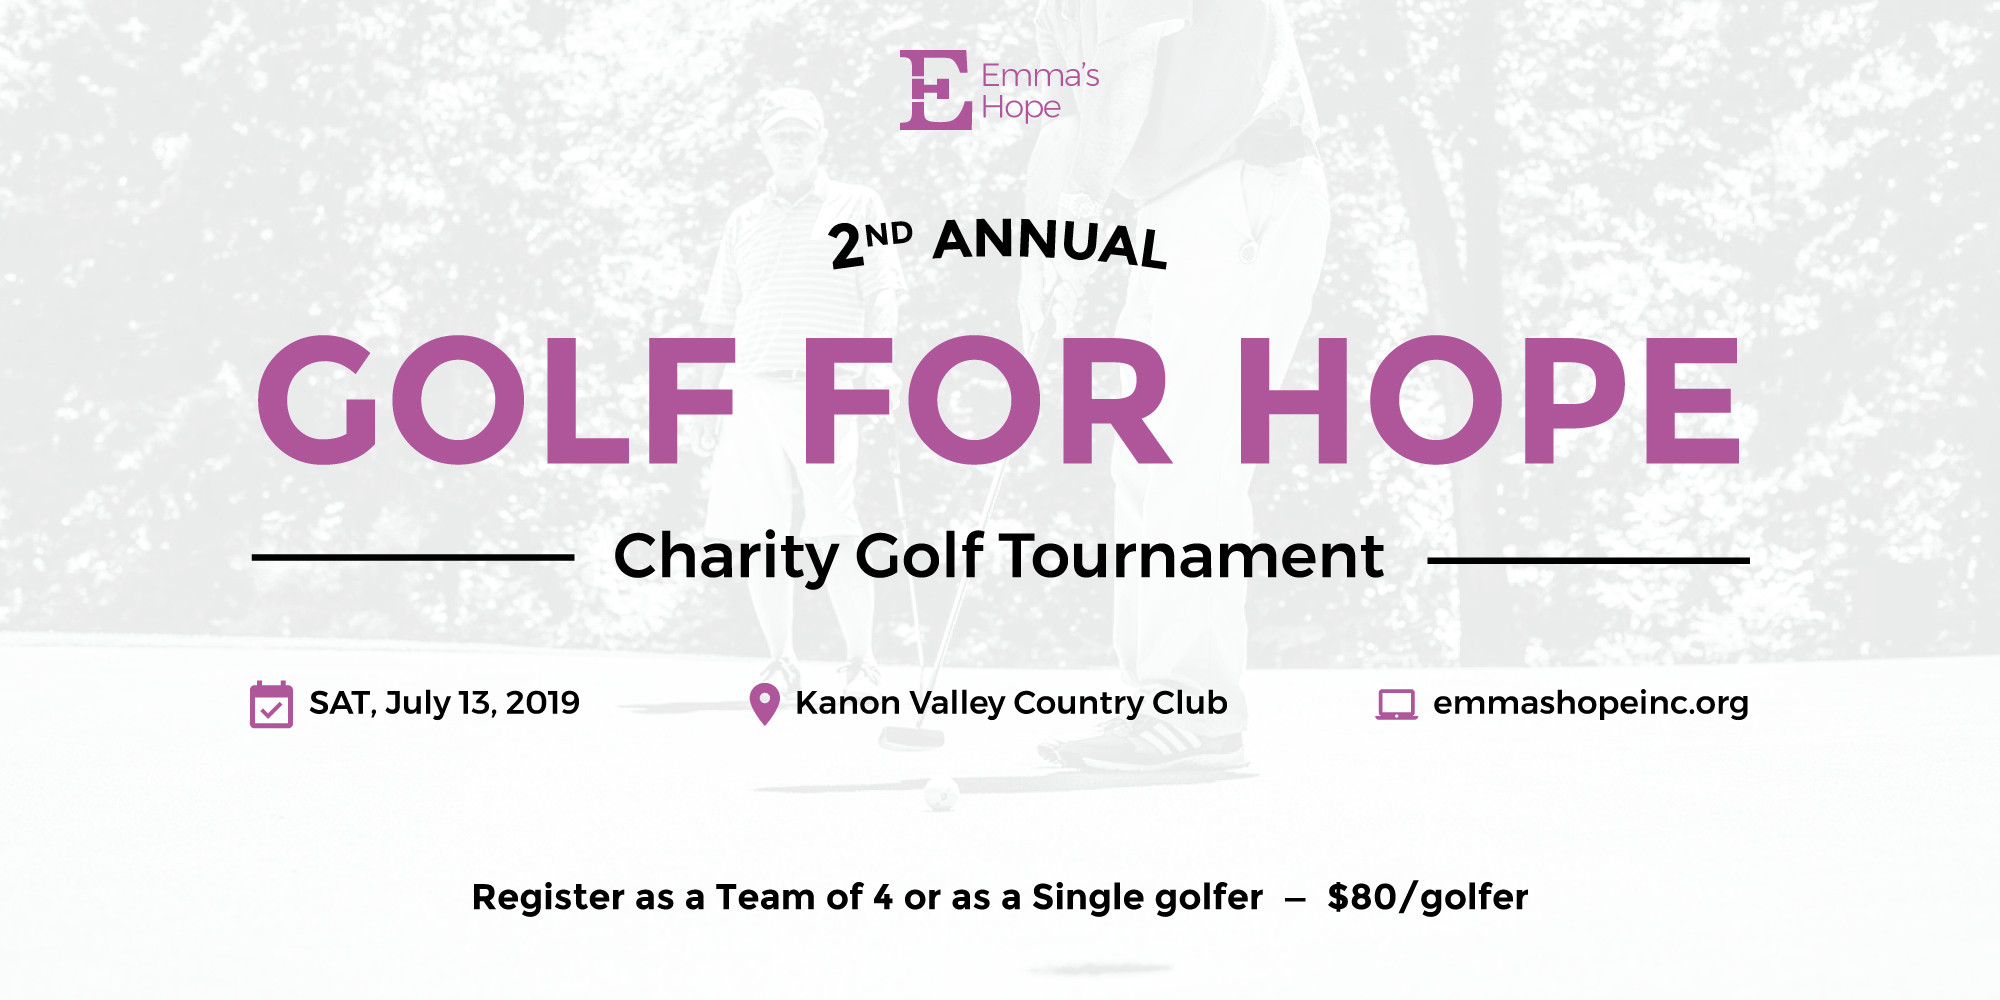 Emma's
Hope
2ND ANNUAL
GOLF FOR HOPE
Charity Golf Tournament
SAT, July 13, 2019
Kanon Valley Country Club
emmashopeinc.org
Register as a Team of 4 or as a Single golfer – $80/golfer